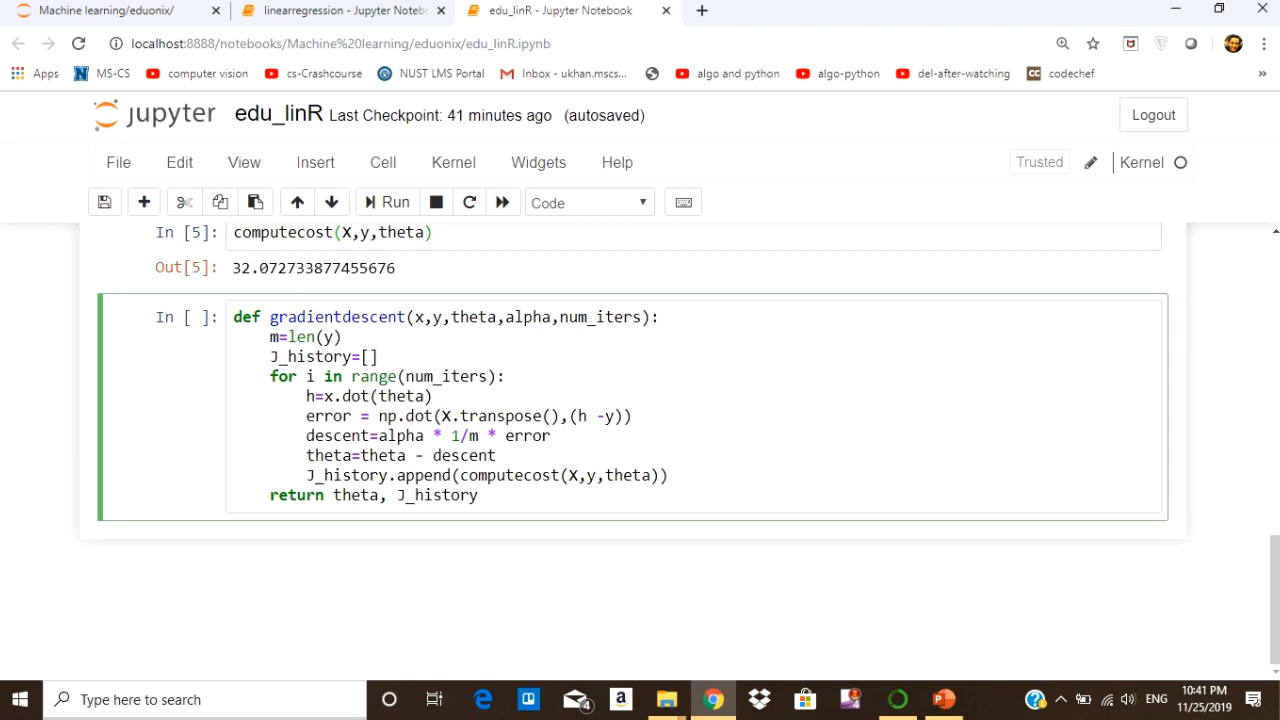 Machine learning/eduonix/
linearregression - Jupyter Noteb
edu_linR - Jupyter Notebook
localhost:8888/notebooks/Machine%20learning/eduonix/edu_linR.ipynb
Apps
MS-CS
computer vision
cs-Crashcourse
NUST LMS Portal
Inbox - ukhan.mscs...
algo and python
algo-python
del-after-watching
CC codechef
jupyter edu_linR Last Checkpoint: 41 minutes ago (autosaved)
Logout
File Edit View Insert Cell Kernel Widgets Help
Trusted
Kernel
Run
Code
In [5]: computecost(X,y,theta)
Out[5]: 32.072733877455676
In [ ]: def gradientdescent(x,y,theta,alpha,num_iters):
m=len(y)
J_history=[]
for i in range(num_iters):
h=x.dot(theta)
error = np.dot(X.transpose(),(h -y))
descent=alpha * 1/m * error
theta=theta - descent
J_history.append(computecost(X,y,theta))
return theta, J_history
Type here to search
4
a
ENG
10:41 PM
11/25/2019